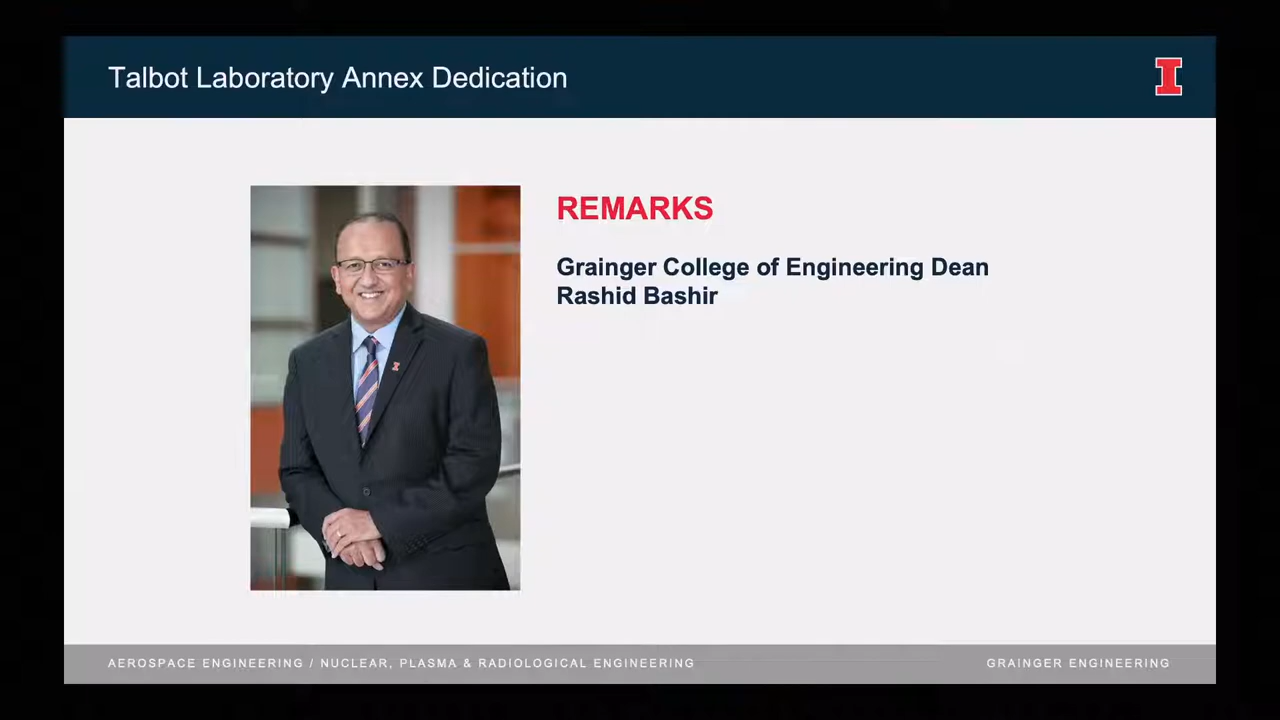 Talbot Laboratory Annex Dedication
I
REMARKS
Grainger College of Engineering Dean
Rashid Bashir
AEROSPACE ENGINEERING / NUCLEAR, PLASMA & RADIOLOGICAL ENGINEERING
GRAINGER ENGINEERING